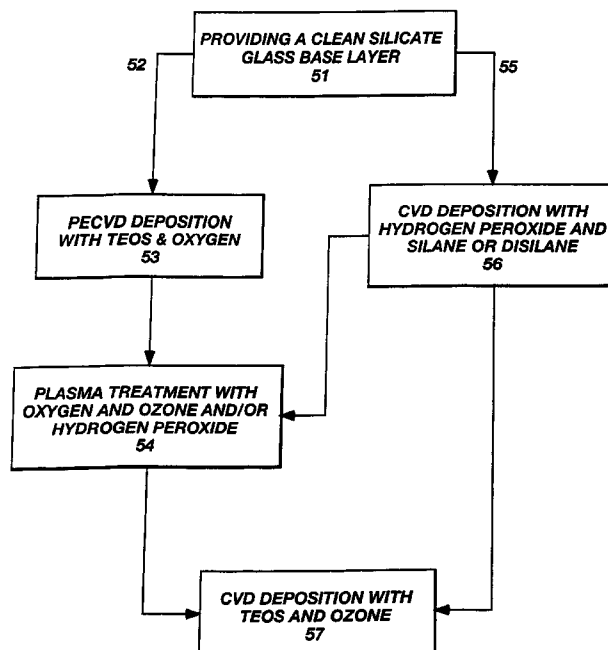 PROVIDING A CLEAN SILICATE
GLASS BASE LAYER
51
52
55
PECVD DEPOSITION
WITH TEOS & OXYGEN
53
CVD DEPOSITION WITH
HYDROGEN PEROXIDE AND
SILANE OR DISILANE
56
PLASMA TREATMENT WITH
OXYGEN AND OZONE AND/OR
HYDROGEN PEROXIDE
54
CVD DEPOSITION WITH
TEOS AND OZONE
57